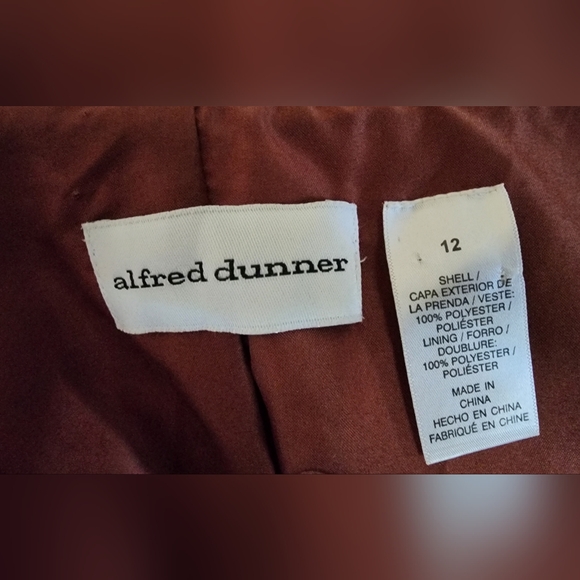 alfred dunner
12
SHELL /
CAPA EXTERIOR DE
LA PRENDA / VESTE:
100% POLYESTER /
POLIÉSTER
LINING / FORRO /
DOUBLURE:
100% POLYESTER /
POLIÉSTER
MADE IN
CHINA
HECHO EN CHINA
FABRIQUÉ EN CHINE